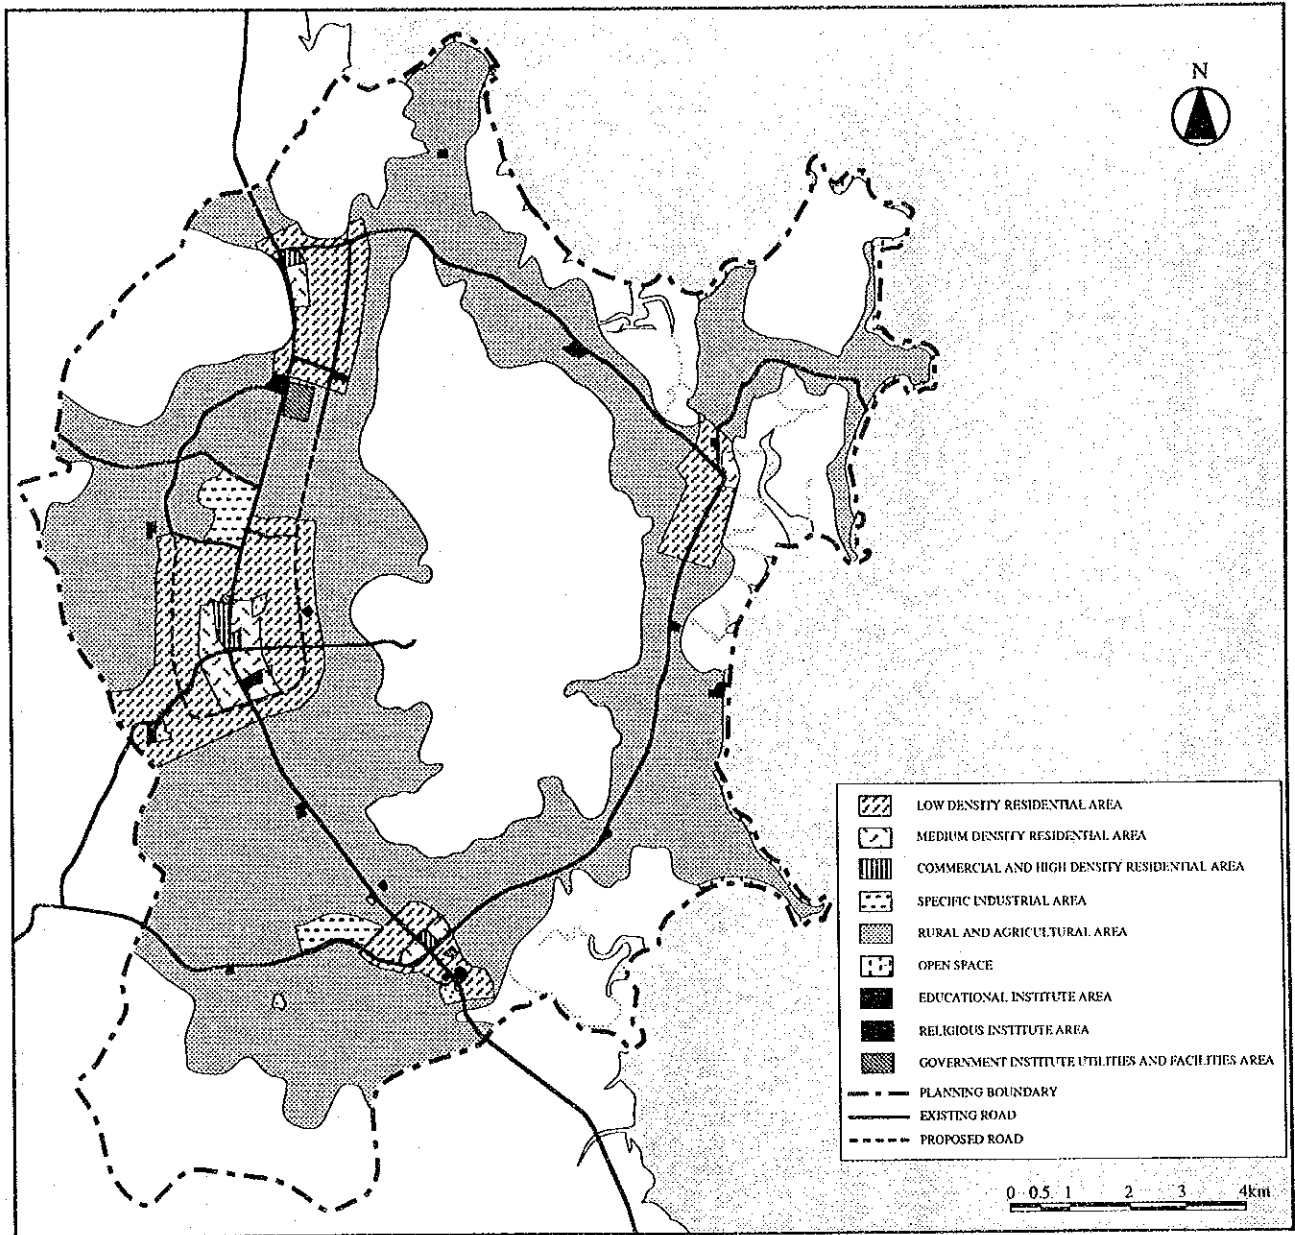 N
LOW DENSITY RESIDENTIAL AREA
MEDIUM DENSITY RESIDENTIAL AREA
COMMERCIAL AND HIGH DENSITY RESIDENTIAL AREA
SPECIFIC INDUSTRIAL AREA
RURAL AND AGRICULTURAL AREA
OPEN SPACE
EDUCATIONAL INSTITUTE AREA
RELIGIOUS INSTITUTE AREA
GOVERNMENT INSTITUTE UTILITIES AND FACILITIES AREA
PLANNING BOUNDARY
EXISTING ROAD
PROPOSED ROAD
0 0.5 1 2 3 4km